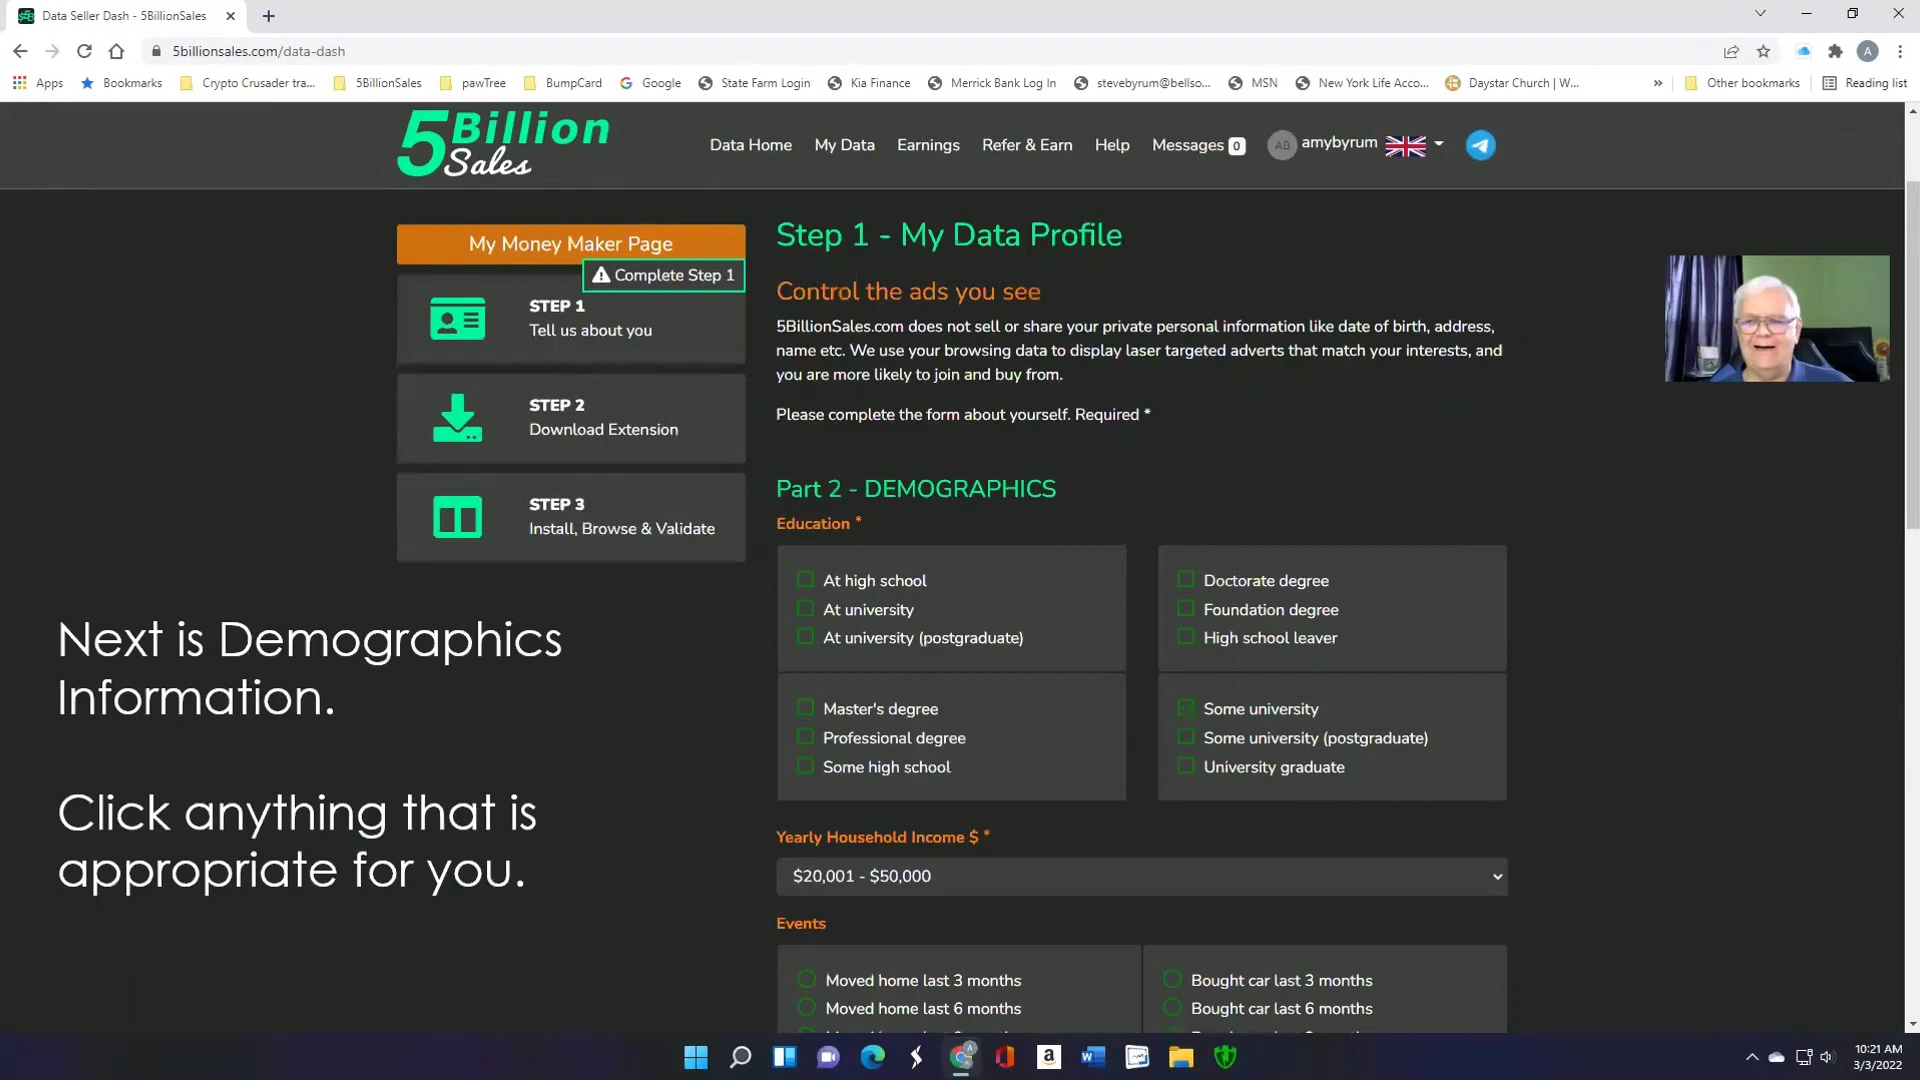 Data Seller Dash - 5BillionSales
5billionsales.com/data-dash
A
Apps
Bookmarks
Crypto Crusader tra...
5BillionSales
pawTree
BumpCard
Google
State Farm Login
Kia Finance
Merrick Bank Log In
stevebyrum@bellso...
MSN
New York Life Acco...
Daystar Church | W...
Other bookmarks
Reading list
5 Billion
Sales
Data Home
My Data
Earnings
Refer & Earn
Help
Messages 0
AB
amybyrum
My Money Maker Page
Complete Step 1
STEP 1
Tell us about you
STEP 2
Download Extension
STEP 3
Install, Browse & Validate
Next is Demographics
Information.
Click anything that is
appropriate for you.
Step 1 - My Data Profile
Control the ads you see
5BillionSales.com does not sell or share your private personal information like date of birth, address,
name etc. We use your browsing data to display laser targeted adverts that match your interests, and
you are more likely to join and buy from.
Please complete the form about yourself. Required *
Part 2 - DEMOGRAPHICS
Education *
At high school
At university
At university (postgraduate)
Doctorate degree
Foundation degree
High school leaver
Master's degree
Professional degree
Some high school
Some university
Some university (postgraduate)
University graduate
Yearly Household Income $ *
$20,001 - $50,000
Events
Moved home last 3 months
Moved home last 6 months
Bought car last 3 months
Bought car last 6 months
10:21 AM
3/3/2022